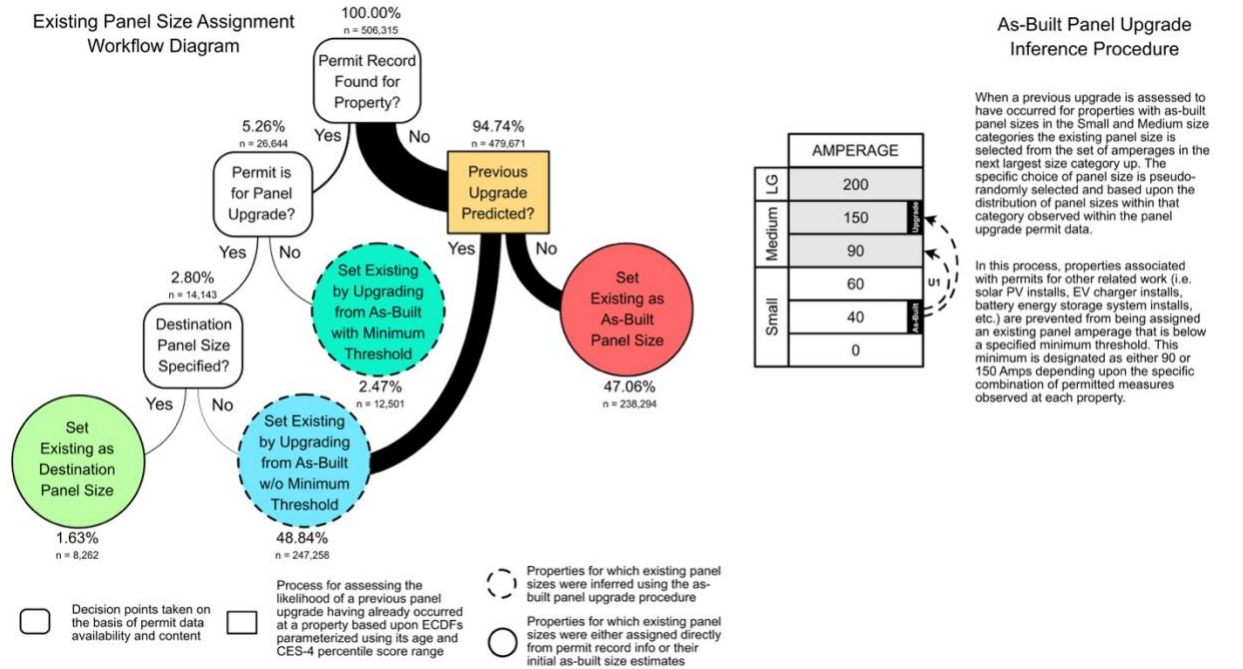 Existing Panel Size Assignment
Workflow Diagram
100.00%
n = 506,315
Permit Record
Found for
Property?
Yes
No
5.26%
n = 26,644
94.74%
n = 479,671
Permit is
for Panel
Upgrade?
Previous
Upgrade
Predicted?
Yes
No
Yes
No
2.80%
n = 14,143
Set Existing
by Upgrading
from As-Built
with Minimum
Threshold
2.47%
n = 12,501
Set
Existing as
As-Built
Panel Size
47.06%
n = 238,294
Destination
Panel Size
Specified?
Yes
No
Set
Existing as
Destination
Panel Size
1.63%
n = 8,262
Set Existing
by Upgrading
from As-Built
w/o Minimum
Threshold
48.84%
n = 247,258
Decision points taken on
the basis of permit data
availability and content
Process for assessing the
likelihood of a previous panel
upgrade having already occurred
at a property based upon ECDFs
parameterized using its age and
CES-4 percentile score range
Properties for which existing panel
sizes were inferred using the as-
built panel upgrade procedure
Properties for which existing panel
sizes were either assigned directly
from permit record info or their
initial as-built size estimates
AMPERAGE
LG
200
Medium
150
Upgrade
90
Small
60
U1
40
As-Built
0
As-Built Panel Upgrade
Inference Procedure
When a previous upgrade is assessed to
have occurred for properties with as-built
panel sizes in the Small and Medium size
categories the existing panel size is
selected from the set of amperages in the
next largest size category up. The
specific choice of panel size is pseudo-
randomly selected and based upon the
distribution of panel sizes within that
category observed within the panel
upgrade permit data.
In this process, properties associated
with permits for other related work (i.e.
solar PV installs, EV charger installs,
battery energy storage system installs,
etc.) are prevented from being assigned
an existing panel amperage that is below
a specified minimum threshold. This
minimum is designated as either 90 or
150 Amps depending upon the specific
combination of permitted measures
observed at each property.